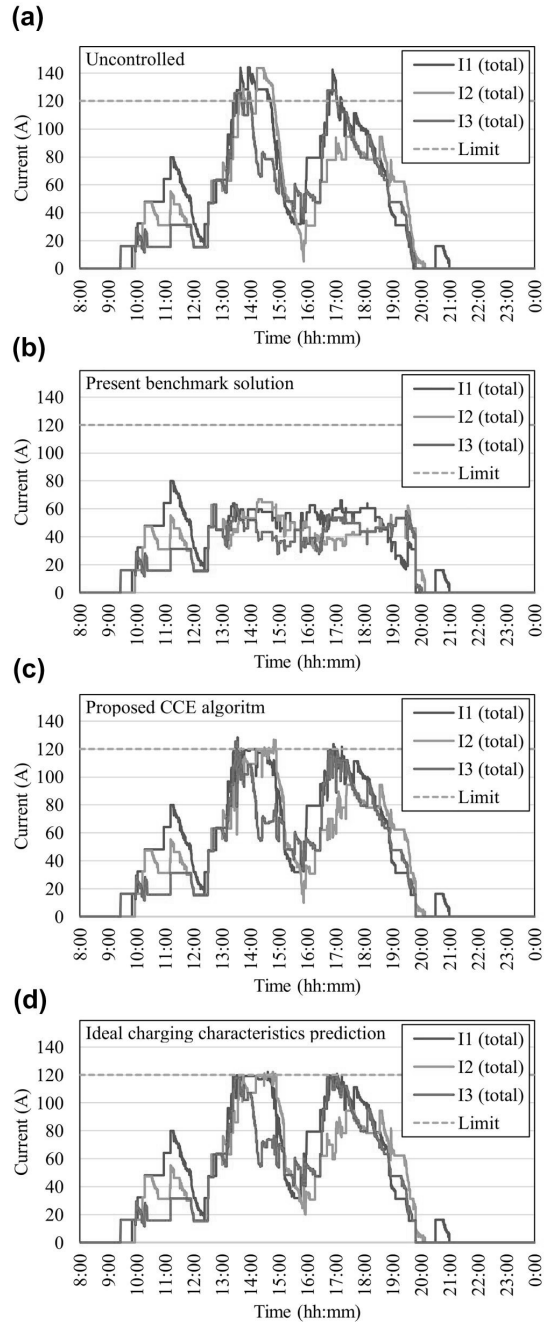 (a)
Uncontrolled
I1 (total)
I2 (total)
I3 (total)
Limit
Current (A)
140
120
100
80
60
40
20
0
8:00 9:00 10:00 11:00 12:00 13:00 14:00 15:00 16:00 17:00 18:00 19:00 20:00 21:00 22:00 23:00 0:00
Time (hh:mm)
(b)
Present benchmark solution
I1 (total)
I2 (total)
I3 (total)
Limit
Current (A)
140
120
100
80
60
40
20
0
8:00 9:00 10:00 11:00 12:00 13:00 14:00 15:00 16:00 17:00 18:00 19:00 20:00 21:00 22:00 23:00 0:00
Time (hh:mm)
(c)
Proposed CCE algoritm
I1 (total)
I2 (total)
I3 (total)
Limit
Current (A)
140
120
100
80
60
40
20
0
8:00 9:00 10:00 11:00 12:00 13:00 14:00 15:00 16:00 17:00 18:00 19:00 20:00 21:00 22:00 23:00 0:00
Time (hh:mm)
(d)
Ideal charging characteristics prediction
I1 (total)
I2 (total)
I3 (total)
Limit
Current (A)
140
120
100
80
60
40
20
0
8:00 9:00 10:00 11:00 12:00 13:00 14:00 15:00 16:00 17:00 18:00 19:00 20:00 21:00 22:00 23:00 0:00
Time (hh:mm)